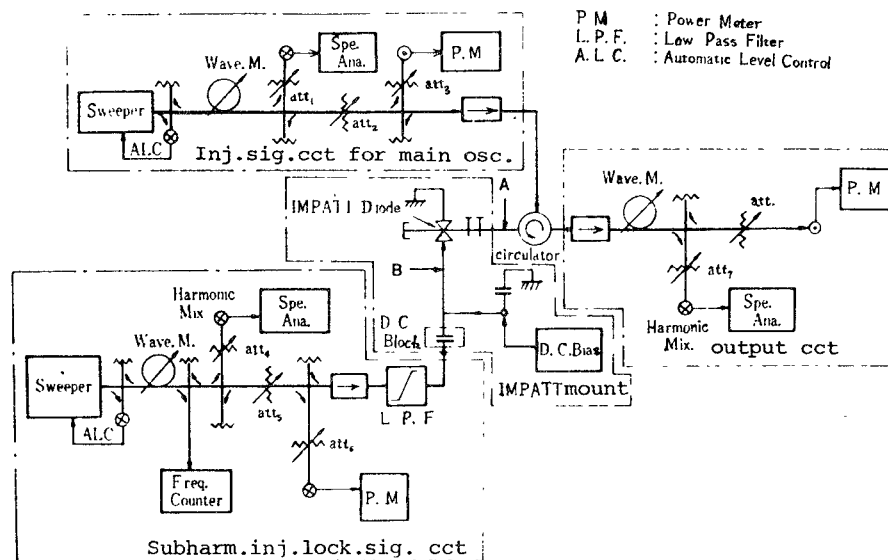 P M : Power Meter
L. P. F. : Low Pass Filter
A. L C. : Automatic Level Control
Spe. Ana.
P. M
Wave. M.
att₁
att₃
Sweeper
att₂
ALC
Inj.sig.cct for main osc.
A
IMPATT Diode
circulator
Wave. M.
att.
P. M
att₇
Harmonic Mix.
Spe. Ana.
output cct
B
D C Block
D. C. Bias
IMPATTmount
Harmonic Mix
Spe. Ana.
Wave. M.
att₄
Sweeper
att₅
L P. F
ALC
att₆
Freq. Counter
P. M
Subharm.inj.lock.sig. cct